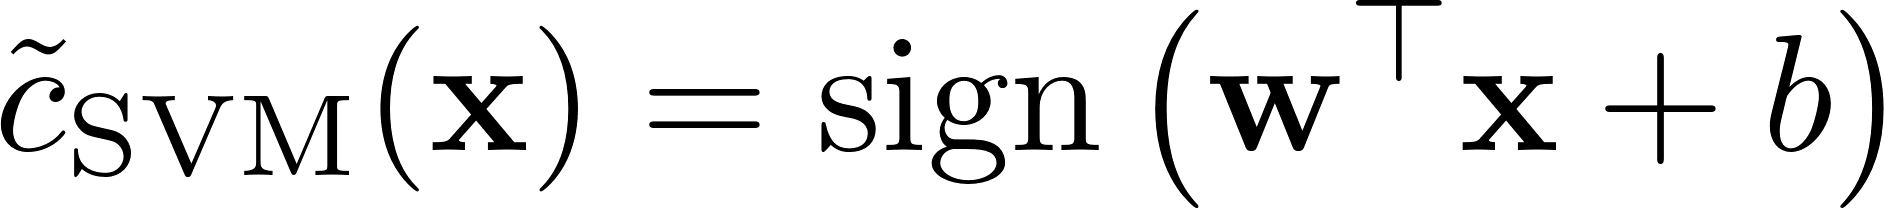 c̃_SVM(𝐱) = sign (𝐰^⊤ 𝐱 + b)